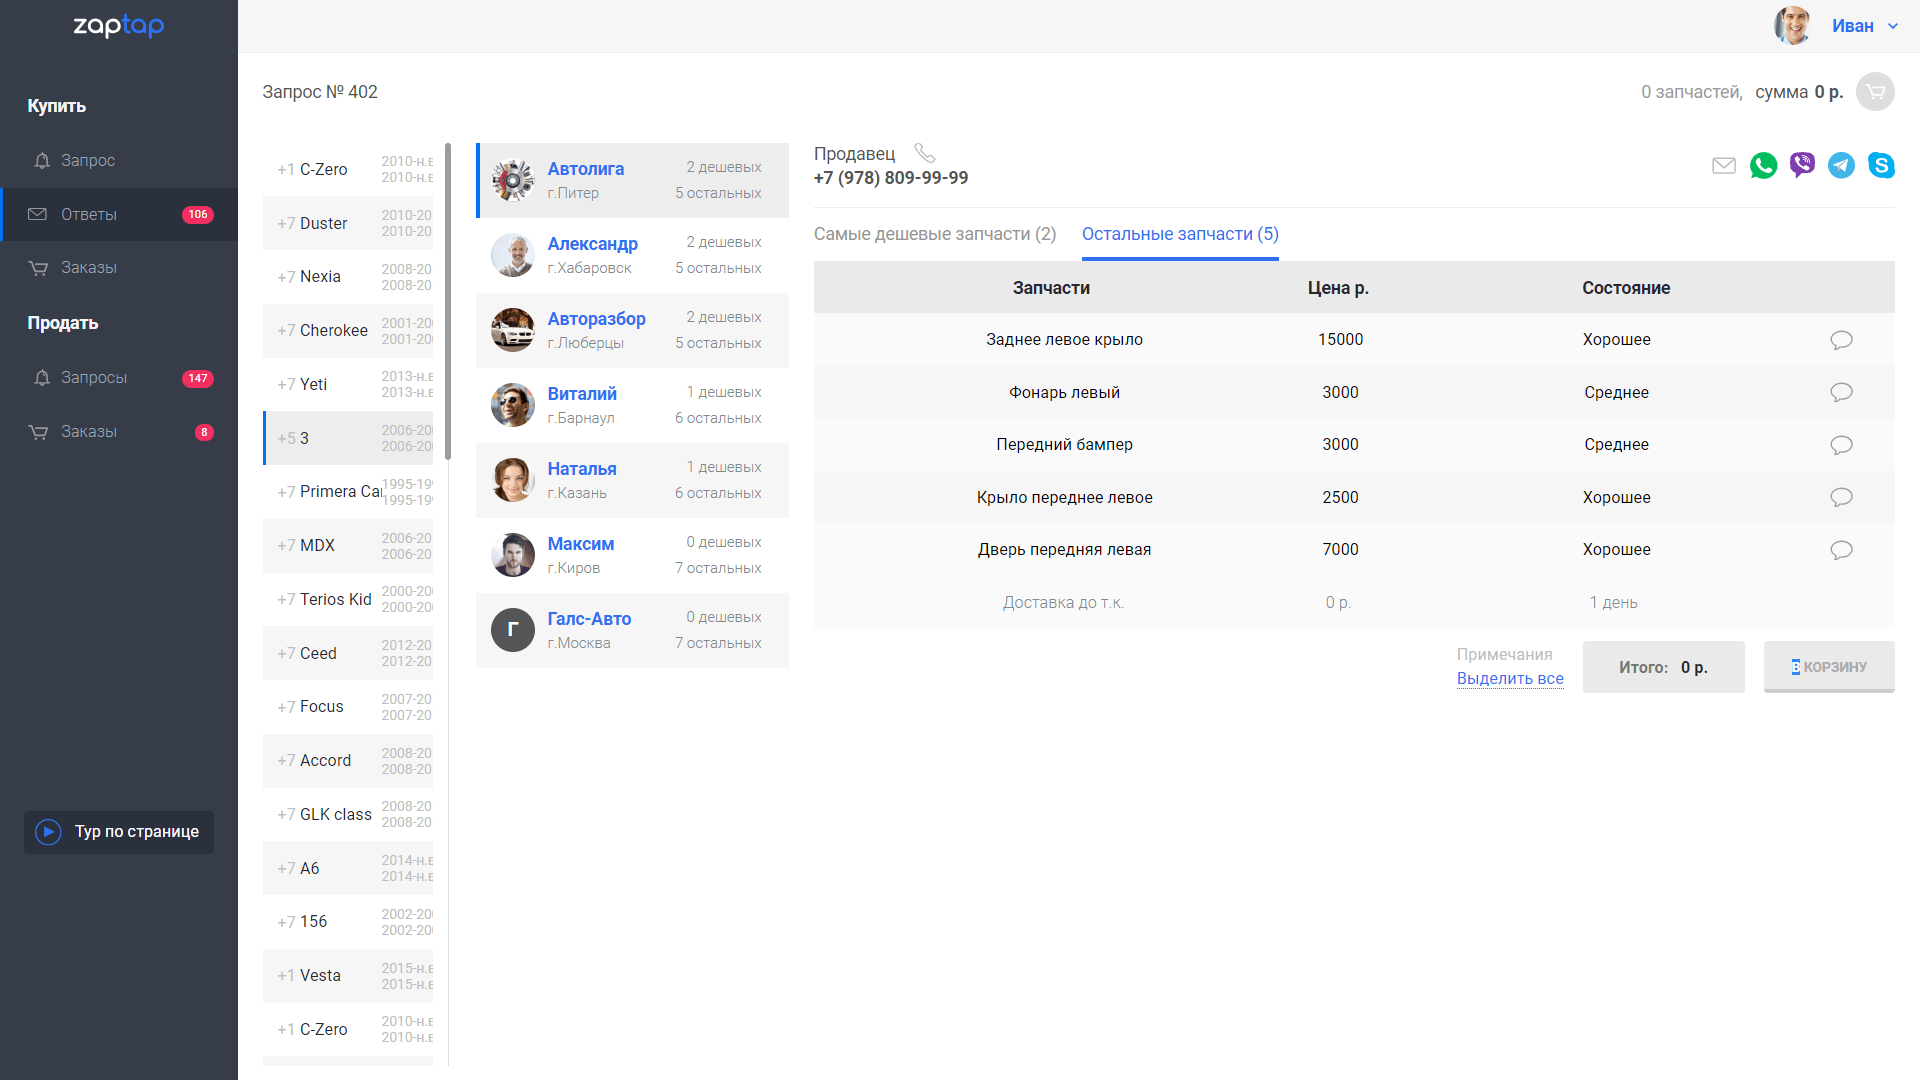 zaptap
Иван
Купить
Запрос
Ответы 106
Заказы
Продать
Запросы 147
Заказы 8
Тур по странице
Запрос № 402
0 запчастей, сумма 0 р.
+1 C-Zero 2010-н.в
2010-н.в
+7 Duster 2010-20
2010-20
+7 Nexia 2008-20
2008-20
+7 Cherokee 2001-20
2001-20
+7 Yeti 2013-н.в
2013-н.в
+5 3 2006-20
2006-20
+7 Primera Ca 1995-19
1995-19
+7 MDX 2006-20
2006-20
+7 Terios Kid 2000-20
2000-20
+7 Ceed 2012-20
2012-20
+7 Focus 2007-20
2007-20
+7 Accord 2008-20
2008-20
+7 GLK class 2008-20
2008-20
+7 A6 2014-н.в
2014-н.в
+7 156 2002-20
2002-20
+1 Vesta 2015-н.в
2015-н.в
+1 C-Zero 2010-н.в
2010-н.в
Автолига 2 дешевых
г.Питер 5 остальных
Александр 2 дешевых
г.Хабаровск 5 остальных
Авторазбор 2 дешевых
г.Люберцы 5 остальных
Виталий 1 дешевых
г.Барнаул 6 остальных
Наталья 1 дешевых
г.Казань 6 остальных
Максим 0 дешевых
г.Киров 7 остальных
Г Галс-Авто 0 дешевых
г.Москва 7 остальных
Продавец
+7 (978) 809-99-99
Самые дешевые запчасти (2) Остальные запчасти (5)
Запчасти Цена р. Состояние
Заднее левое крыло 15000 Хорошее
Фонарь левый 3000 Среднее
Передний бампер 3000 Среднее
Крыло переднее левое 2500 Хорошее
Дверь передняя левая 7000 Хорошее
Доставка до т.к. 0 р. 1 день
Примечания
Выделить все
Итого: 0 р.
В КОРЗИНУ